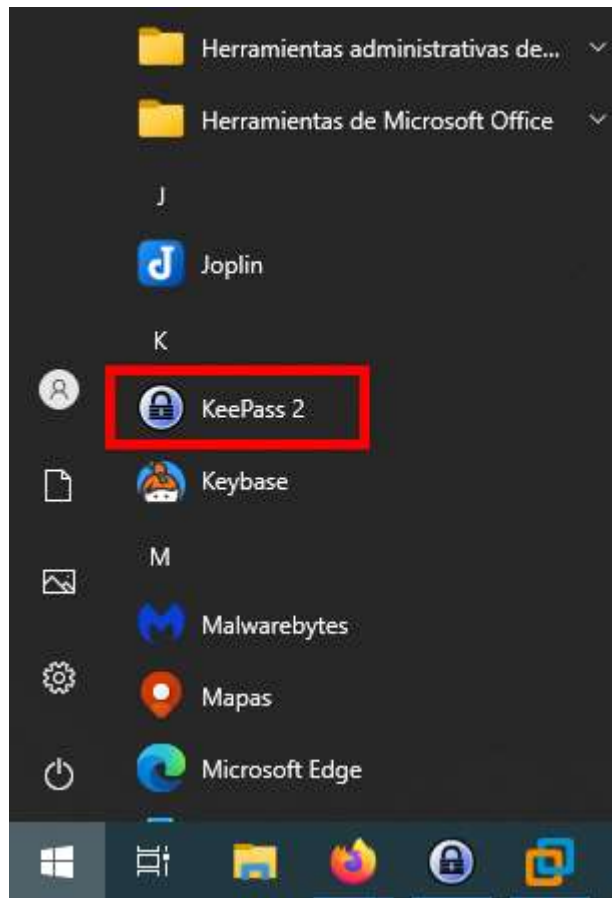 Herramientas administrativas de...
Herramientas de Microsoft Office
J
Joplin
K
KeePass 2
Keybase
M
Malwarebytes
Mapas
Microsoft Edge